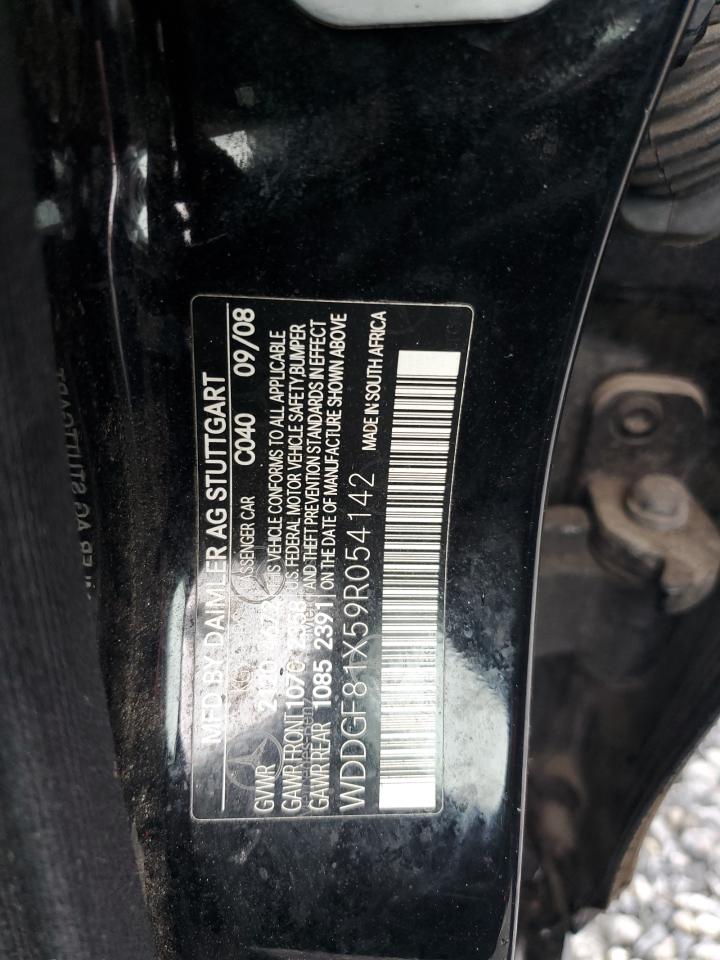 MFD BY DAIMLER AG STUTTGART
PASSENGER CAR C040 09/08
GVWR
THIS VEHICLE CONFORMS TO ALL APPLICABLE
GAWR FRONT
U.S. FEDERAL MOTOR VEHICLE SAFETY, BUMPER
AND THEFT PREVENTION STANDARDS IN EFFECT
GAWR REAR 1085 2391 ON THE DATE OF MANUFACTURE SHOWN ABOVE
WDDGF81X59R054142 MADE IN SOUTH AFRICA